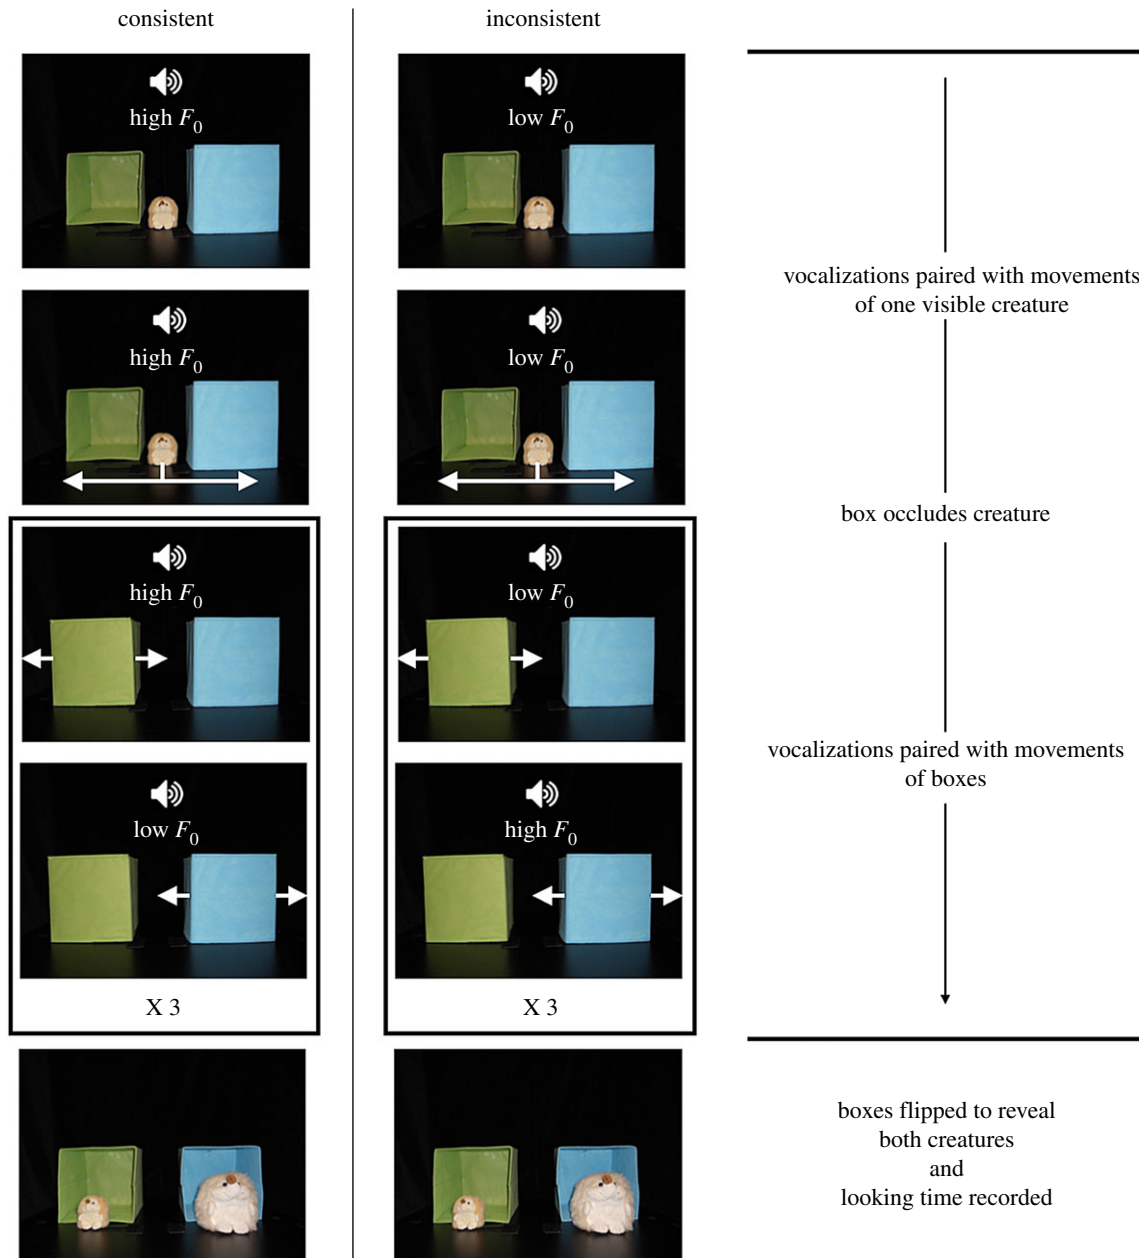 consistent
inconsistent
high F0
low F0
vocalizations paired with movements
of one visible creature
high F0
low F0
box occludes creature
high F0
low F0
vocalizations paired with movements
of boxes
low F0
high F0
X 3
X 3
boxes flipped to reveal
both creatures
and
looking time recorded